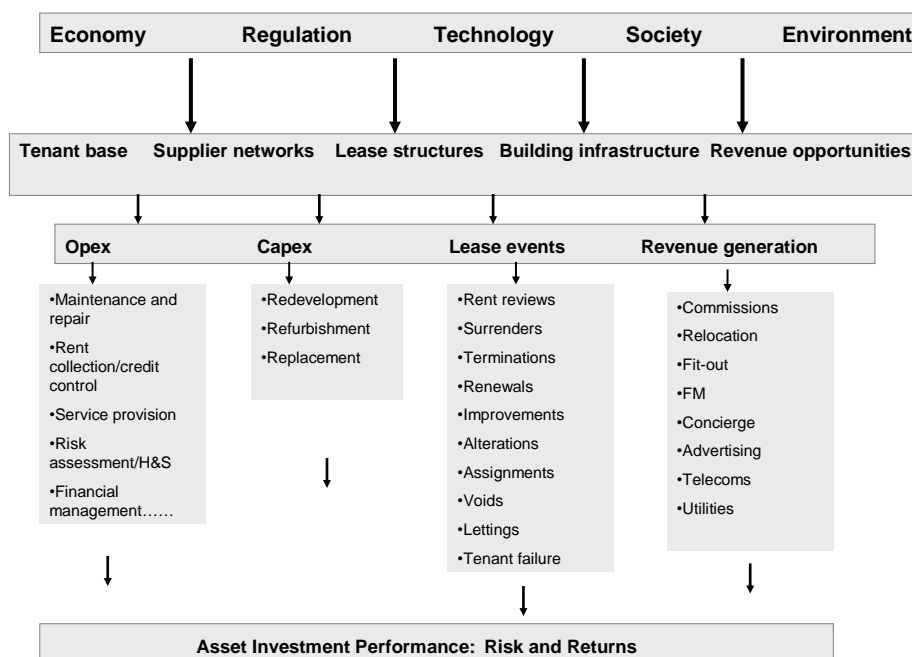 Economy Regulation Technology Society Environment
Tenant base Supplier networks Lease structures Building infrastructure Revenue opportunities
Opex Capex Lease events Revenue generation
•Maintenance and
repair
•Rent
collection/credit
control
•Service provision
•Risk
assessment/H&S
•Financial
management……
•Redevelopment
•Refurbishment
•Replacement
•Rent reviews
•Surrenders
•Terminations
•Renewals
•Improvements
•Alterations
•Assignments
•Voids
•Lettings
•Tenant failure
•Commissions
•Relocation
•Fit-out
•FM
•Concierge
•Advertising
•Telecoms
•Utilities
Asset Investment Performance: Risk and Returns